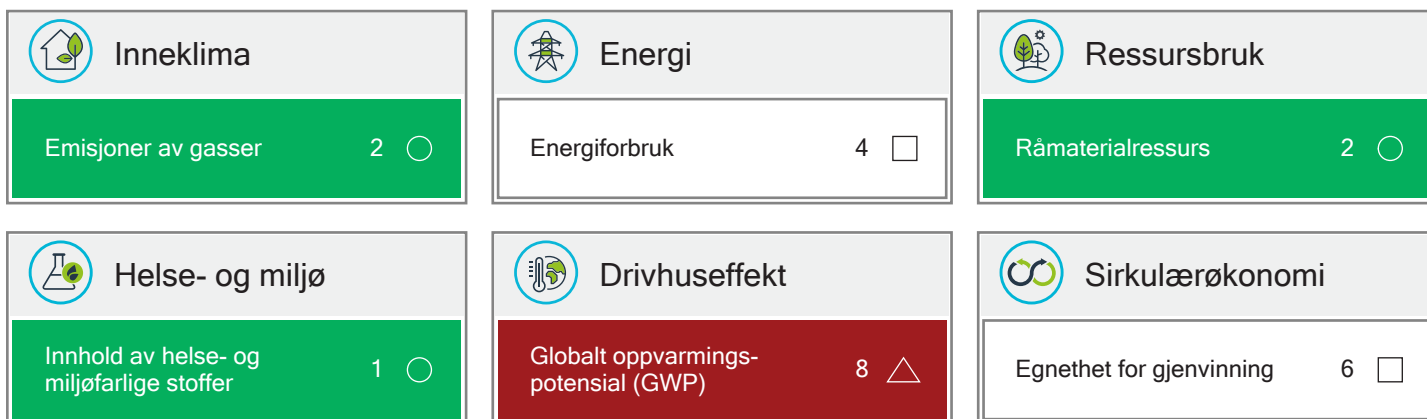 Inneklima
Emisjoner av gasser 2
Energi
Energiforbruk 4
Ressursbruk
Råmaterialressurs 2
Helse- og miljø
Innhold av helse- og
miljøfarlige stoffer 1
Drivhuseffekt
Globalt oppvarmings-
potensial (GWP) 8
Sirkulærøkonomi
Egnethet for gjenvinning 6